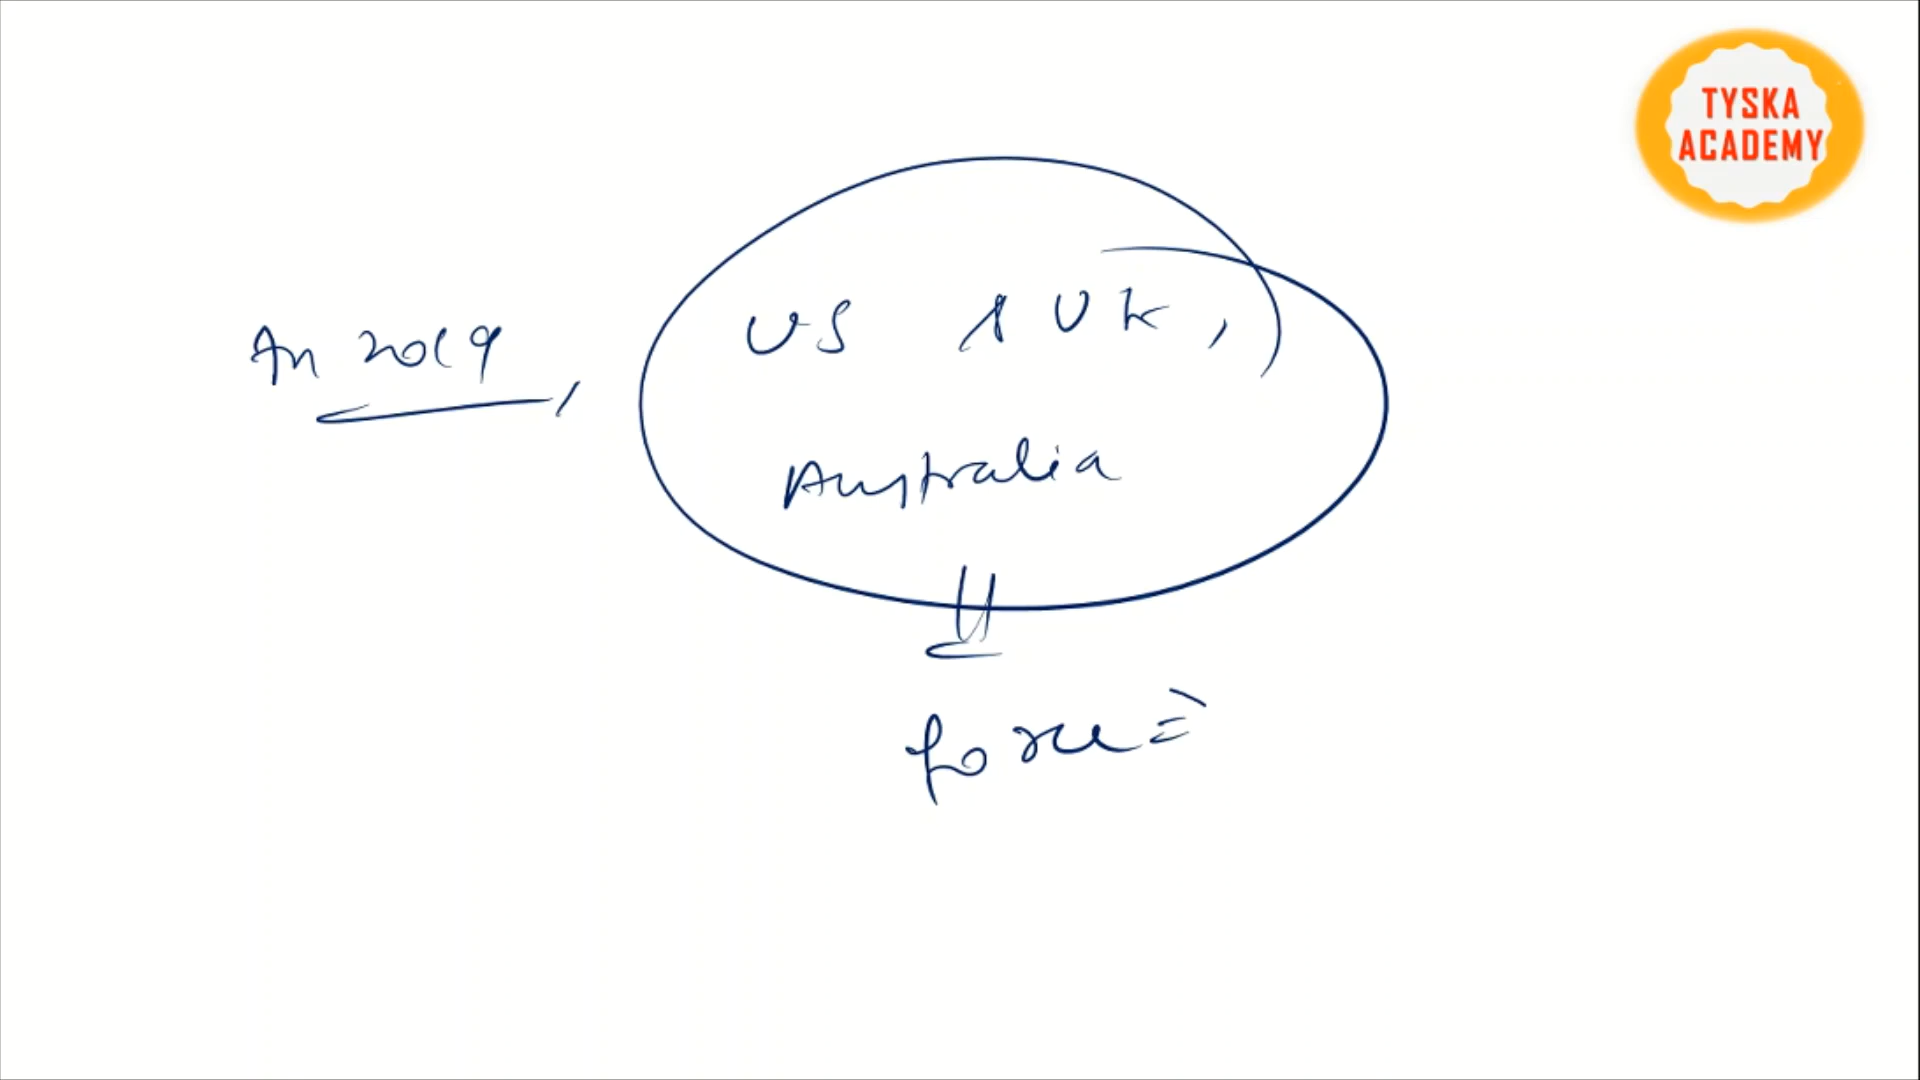 TYSKA
ACADEMY
In 2019,
US & UK,
Australia
force